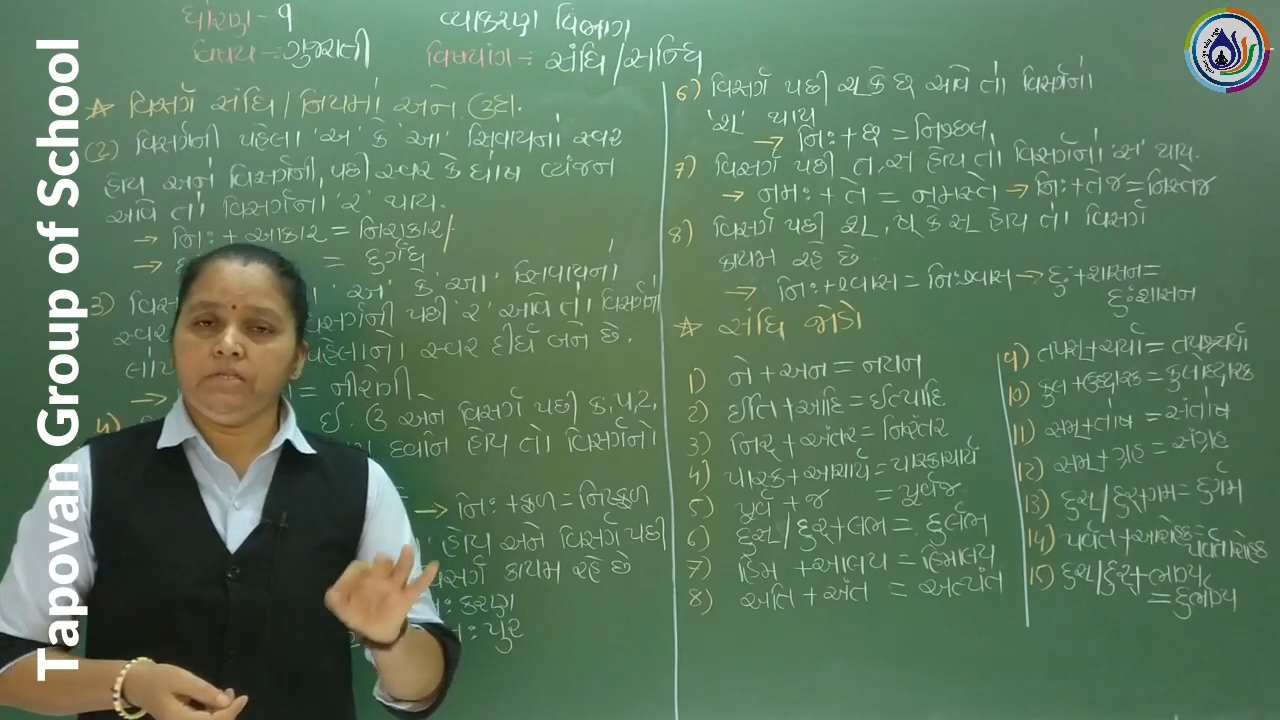 Tapovan Group of School
ધોરણ - ૧
વિષય - ગુજરાતી
વ્યાકરણ વિભાગ
વિષયાંગ - સંધિ/સન્ધિ
વિસર્ગ સંધિ / નિયમો અને ઉદા.
૨) વિસર્ગની પહેલા 'અ' કે 'આ' સિવાયનો સ્વર
હોય અને વિસર્ગની પછી સ્વર કે ઘોષ વ્યંજન
આવે તો વિસર્ગનો 'ર' થાય.
→ નિઃ + આકાર = નિરાકાર
→ = દુર્ગંધ
૩) 'અ' કે 'આ' સિવાયનો
સ્વર પછી 'ર' આવે તો વિસર્ગનો
પહેલાનો સ્વર દીર્ઘ બને છે.
→ = નીરોગી
ઇ, ઉ અને વિસર્ગ પછી ક, પ, ટ,
હોય તો વિસર્ગનો
→ નિઃ + ફળ = નિષ્ફળ
હોય અને વિસર્ગ પછી
કાયમ રહે છે
કરણ
પુર
૬) વિસર્ગ પછી ચ કે છ આવે તો વિસર્ગનો
'શ' થાય
→ નિઃ + છલ = નિશ્છલ
૭) વિસર્ગ પછી ત, સ હોય તો વિસર્ગનો 'સ' થાય.
→ નમઃ + તે = નમસ્તે → નિઃ + તેજ = નિસ્તેજ
૮) વિસર્ગ પછી શ, ષ કે સ હોય તો વિસર્ગ
કાયમ રહે છે
→ નિઃ + શ્વાસ = નિઃશ્વાસ → દુઃ + શાસન =
દુઃશાસન
સંધિ જોડો
૧) ને + અન = નયન
૨) ઈતિ + આદિ = ઈત્યાદિ
૩) નિર્ + અંતર = નિરંતર
૪) યાસ્ક + આચાર્ય = યાસ્કાચાર્ય
૫) પૂર્વ + જ = પૂર્વજ
૬) દુસ્/દુર્ + લભ = દુર્લભ
૭) હિમ + આલય = હિમાલય
૮) અતિ + અંત = અત્યંત
૯) તપસ્ + ચર્યા = તપશ્ચર્યા
૧૦) કુલ + ઉદ્ધારક = કુલોદ્ધારક
૧૧) સમ્ + તોષ = સંતોષ
૧૨) સમ્ + ગ્રહ = સંગ્રહ
૧૩) દુસ્/દુર્ + ગમ = દુર્ગમ
૧૪) પર્વત + આરોહક = પર્વતારોહક
૧૫) દુસ્/દુર્ + ભાગ્ય
= દુર્ભાગ્ય